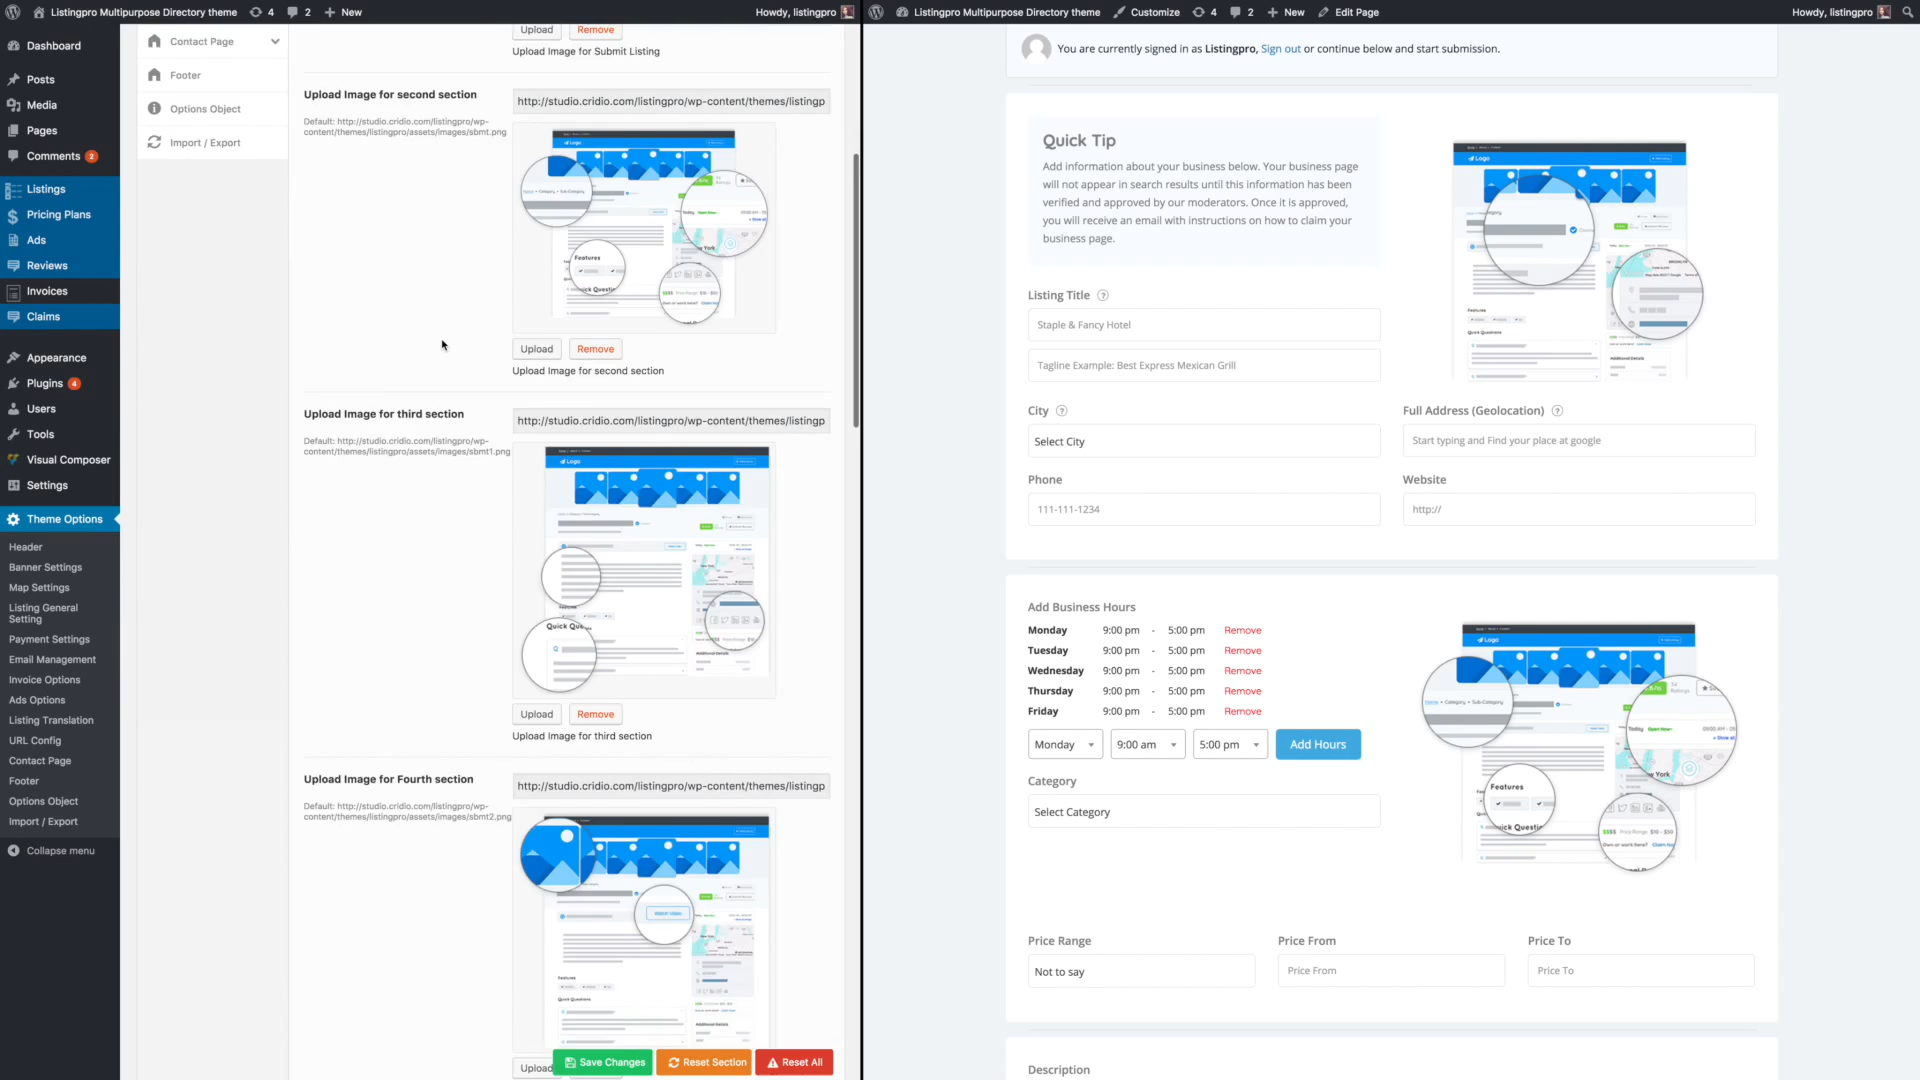 Listingpro Multipurpose Directory theme 4 2 New Howdy, listingpro
Listingpro Multipurpose Directory theme Customize 4 2 New Edit Page Howdy, listingpro
Dashboard
Posts
Media
Pages
Comments 2
Listings
Pricing Plans
Ads
Reviews
Invoices
Claims
Appearance
Plugins 4
Users
Tools
Visual Composer
Settings
Theme Options
Header
Banner Settings
Map Settings
Listing General
Setting
Payment Settings
Email Management
Invoice Options
Ads Options
Listing Translation
URL Config
Contact Page
Footer
Options Object
Import / Export
Collapse menu
Contact Page
Footer
Options Object
Import / Export
Upload Remove
Upload Image for Submit Listing
Upload Image for second section
Default: http://studio.cridio.com/listingpro/wp-
content/themes/listingpro/assets/images/sbmt.png
http://studio.cridio.com/listingpro/wp-content/themes/listingp
Logo
Features
Upload Remove
Upload Image for second section
Upload Image for third section
Default: http://studio.cridio.com/listingpro/wp-
content/themes/listingpro/assets/images/sbmt1.png
http://studio.cridio.com/listingpro/wp-content/themes/listingp
Logo
Upload Remove
Upload Image for third section
Upload Image for Fourth section
Default: http://studio.cridio.com/listingpro/wp-
content/themes/listingpro/assets/images/sbmt2.png
http://studio.cridio.com/listingpro/wp-content/themes/listingp
Upload
Save Changes Reset Section Reset All
You are currently signed in as Listingpro, Sign out or continue below and start submission.
Quick Tip
Add information about your business below. Your business page
will not appear in search results until this information has been
verified and approved by our moderators. Once it is approved,
you will receive an email with instructions on how to claim your
business page.
Logo
Listing Title ?
Staple & Fancy Hotel
Tagline Example: Best Express Mexican Grill
City ?
Select City
Full Address (Geolocation) ?
Start typing and Find your place at google
Phone
111-111-1234
Website
http://
Add Business Hours
Monday 9:00 pm - 5:00 pm Remove
Tuesday 9:00 pm - 5:00 pm Remove
Wednesday 9:00 pm - 5:00 pm Remove
Thursday 9:00 pm - 5:00 pm Remove
Friday 9:00 pm - 5:00 pm Remove
Monday 9:00 am 5:00 pm Add Hours
Category
Select Category
Logo
Features
Price Range
Not to say
Price From
Price From
Price To
Price To
Description